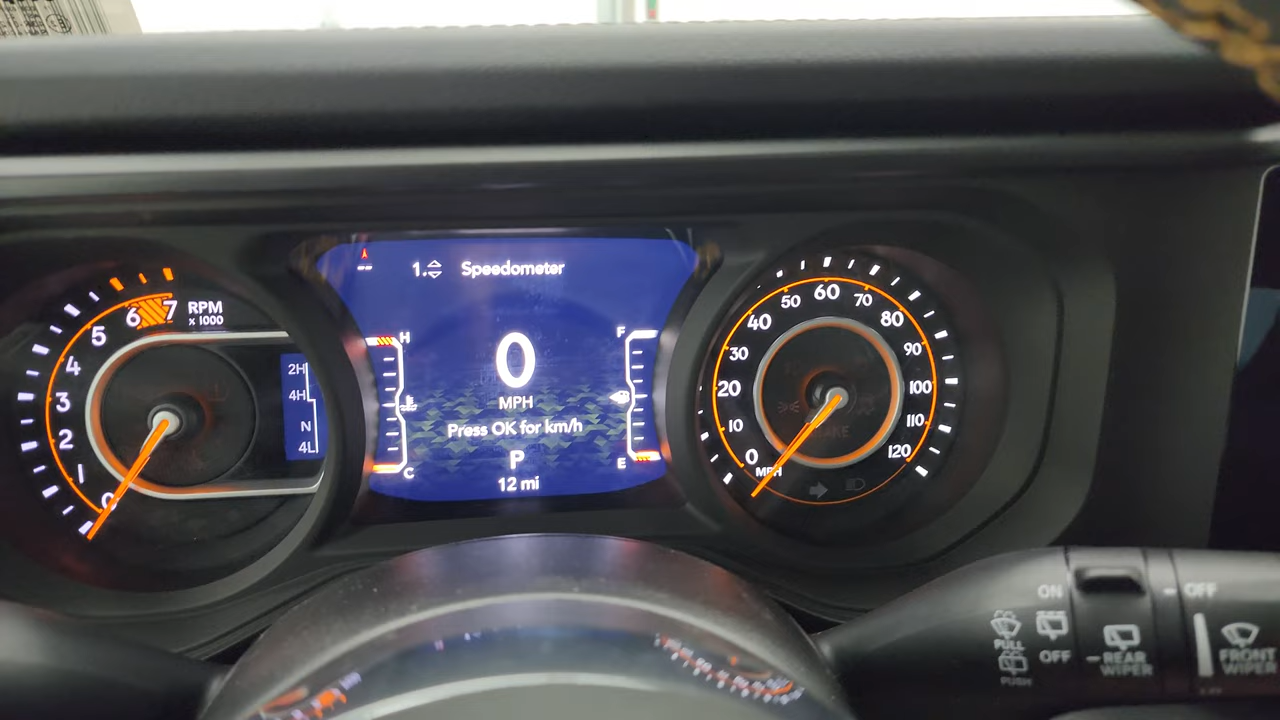 RPM
x 1000
7
6
5
4
3
2
1
0
2H
4H
N
4L
1. Speedometer
H
C
0
MPH
Press OK for km/h
P
12 mi
F
E
0
10
20
30
40
50
60
70
80
90
100
110
120
MPH
BRAKE
ON
OFF
PULL
PUSH
REAR
WIPER
OFF
FRONT
WIPER